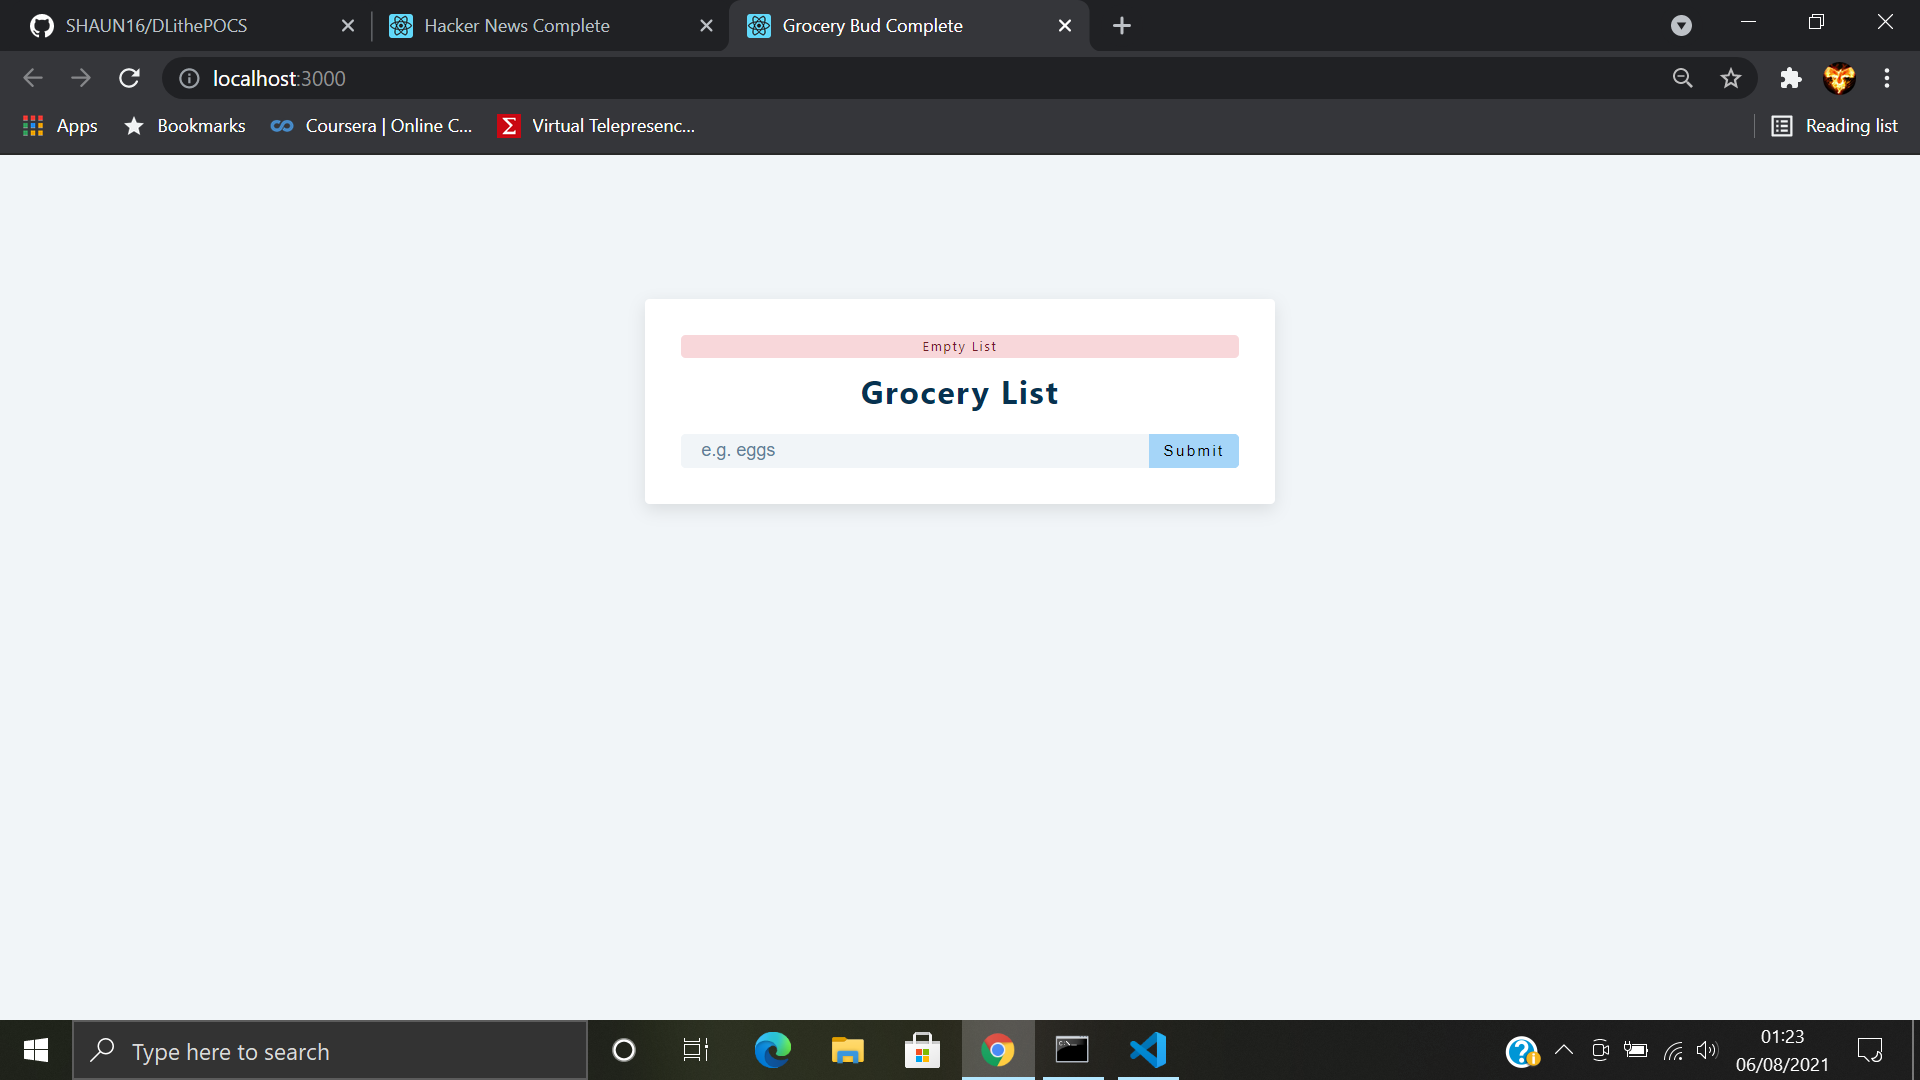 SHAUN16/DLithePOCS
Hacker News Complete
Grocery Bud Complete
localhost:3000
Apps
Bookmarks
Coursera | Online C...
Virtual Telepresenc...
Reading list
Empty List
Grocery List
e.g. eggs
Submit
Type here to search
01:23
06/08/2021